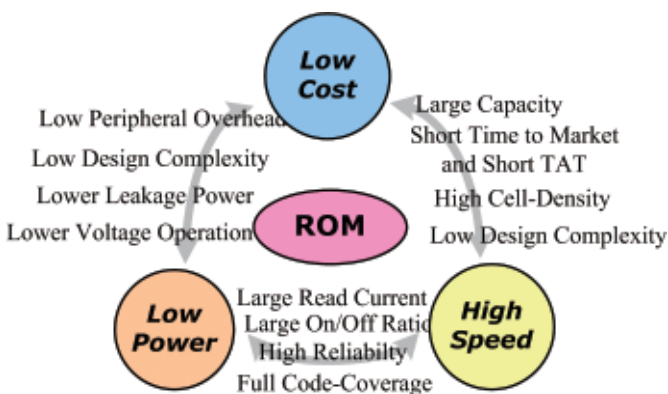 Low
Cost
Low Peripheral Overhead
Low Design Complexity
Lower Leakage Power
Lower Voltage Operation
Large Capacity
Short Time to Market
and Short TAT
High Cell-Density
Low Design Complexity
ROM
Low
Power
Large Read Current
Large On/Off Ratio
High Reliabilty
Full Code-Coverage
High
Speed